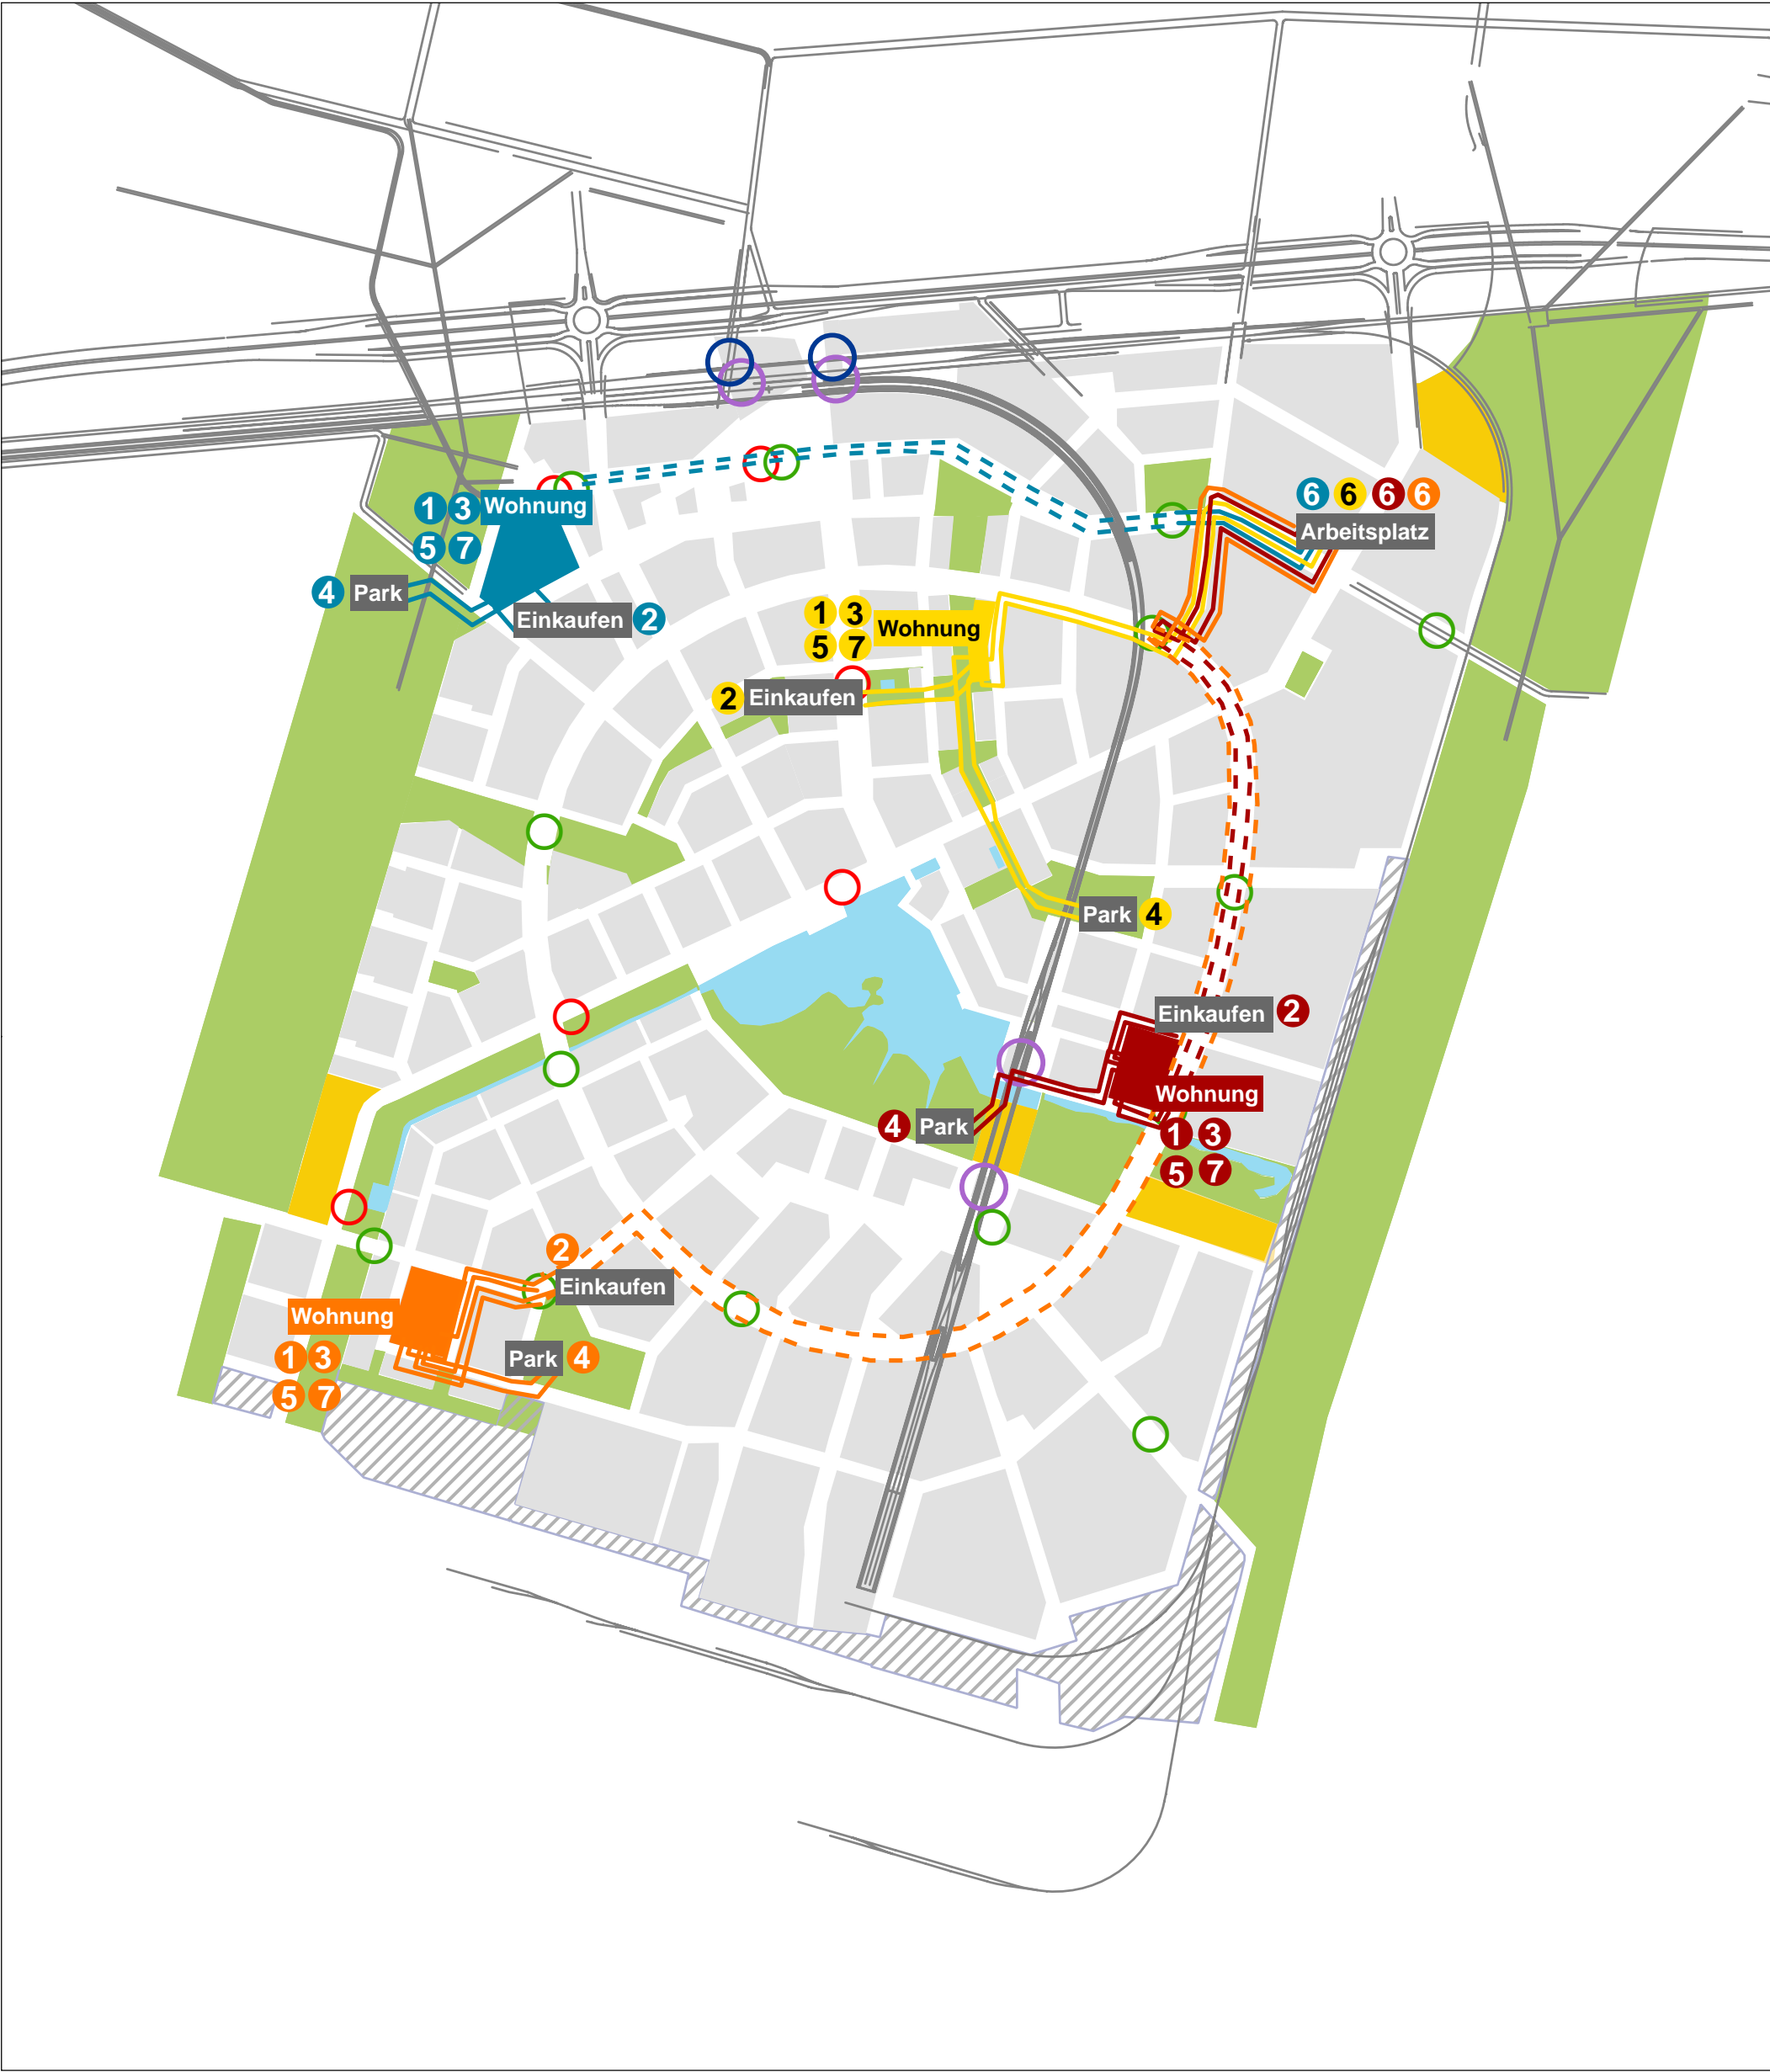 6 6 6 6
Arbeitsplatz
1 3 Wohnung
5 7
4 Park
Einkaufen 2
1 3 Wohnung
5 7
2 Einkaufen
Park 4
Einkaufen 2
Wohnung
1 3
5 7
4 Park
2
Einkaufen
Wohnung
1 3
5 7
Park 4